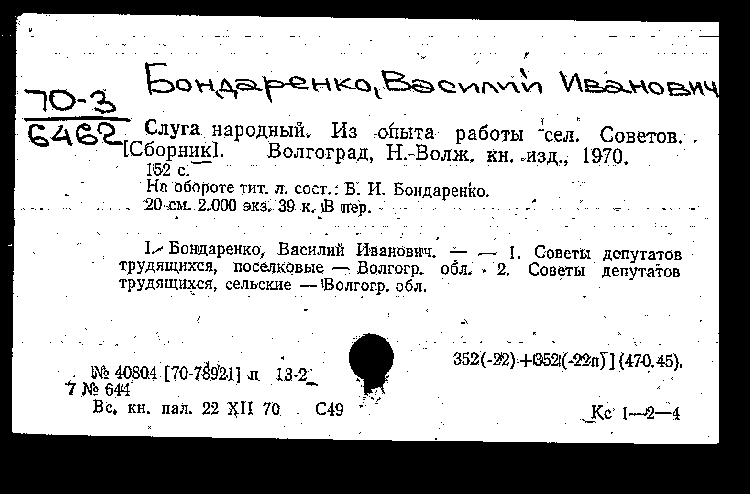 Бондаренко, Василий Иванович
70-3
6462
Слуга народный. Из опыта работы сел. Советов.
[Сборник]. Волгоград, Н.-Волж. кн. изд., 1970.
152 с.
На обороте тит. л. сост.: В. И. Бондаренко.
20 см. 2.000 экз. 39 к. В пер.
1. Бондаренко, Василий Иванович. — — 1. Советы депутатов
трудящихся, поселковые — Волгогр. обл. 2. Советы депутатов
трудящихся, сельские — Волгогр. обл.
352(-22)+[352(-22п)](470.45).
№ 40804 [70-78921] п 13-2
7 № 644
Вс. кн. пал. 22 XII 70 С49
Кс 1—2—4